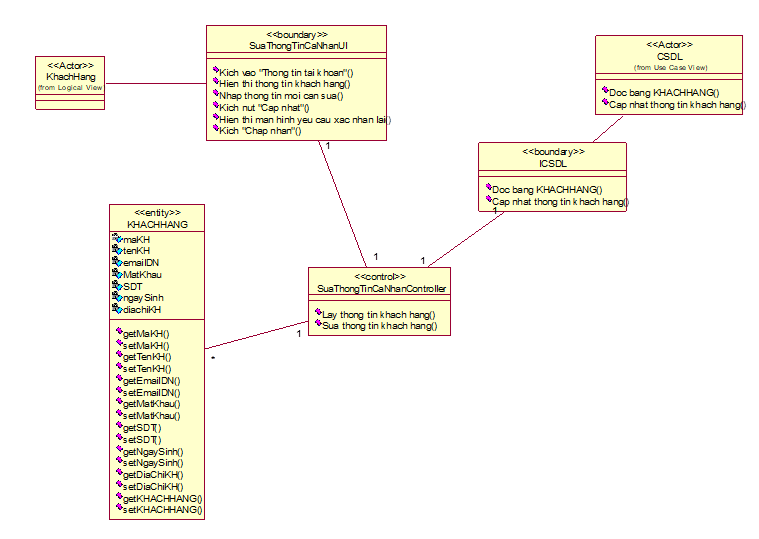 <<Actor>>
KhachHang
(from Logical View
<<boundary>>
SuaThongTinCaNhanUI
Kich vao "Thong tin tai khoan"()
Hien thi thong tin khach hang()
Nhap thong tin moi can sua()
Kich nut "Cap nhat"()
Hien thi man hinh yeu cau xac nhan lai()
Kich "Chap nhan"()
<<Actor>>
CSDL
(from Use Case View)
Doc bang KHACHHANG()
Cap nhat thong tin khach hang()
<<boundary>>
ICSDL
Doc bang KHACHHANG()
Cap nhat thong tin khach hang()
1
1
1
1
<<entity>>
KHACHHANG
maKH
tenKH
emailDN
MatKhau
SDT
ngaySinh
diachiKH
getMaKH()
setMaKH()
getTenKH()
setTenKH()
getEmailDN()
setEmailDN()
getMatKhau()
setMatKhau()
getSDT()
setSDT()
getNgaySinh()
setNgaySinh()
getDiaChiKH()
setDiaChiKH()
getKHACHHANG()
setKHACHHANG()
<<control>>
SuaThongTinCaNhanController
Lay thong tin khach hang()
Sua thong tin khach hang()
1
*